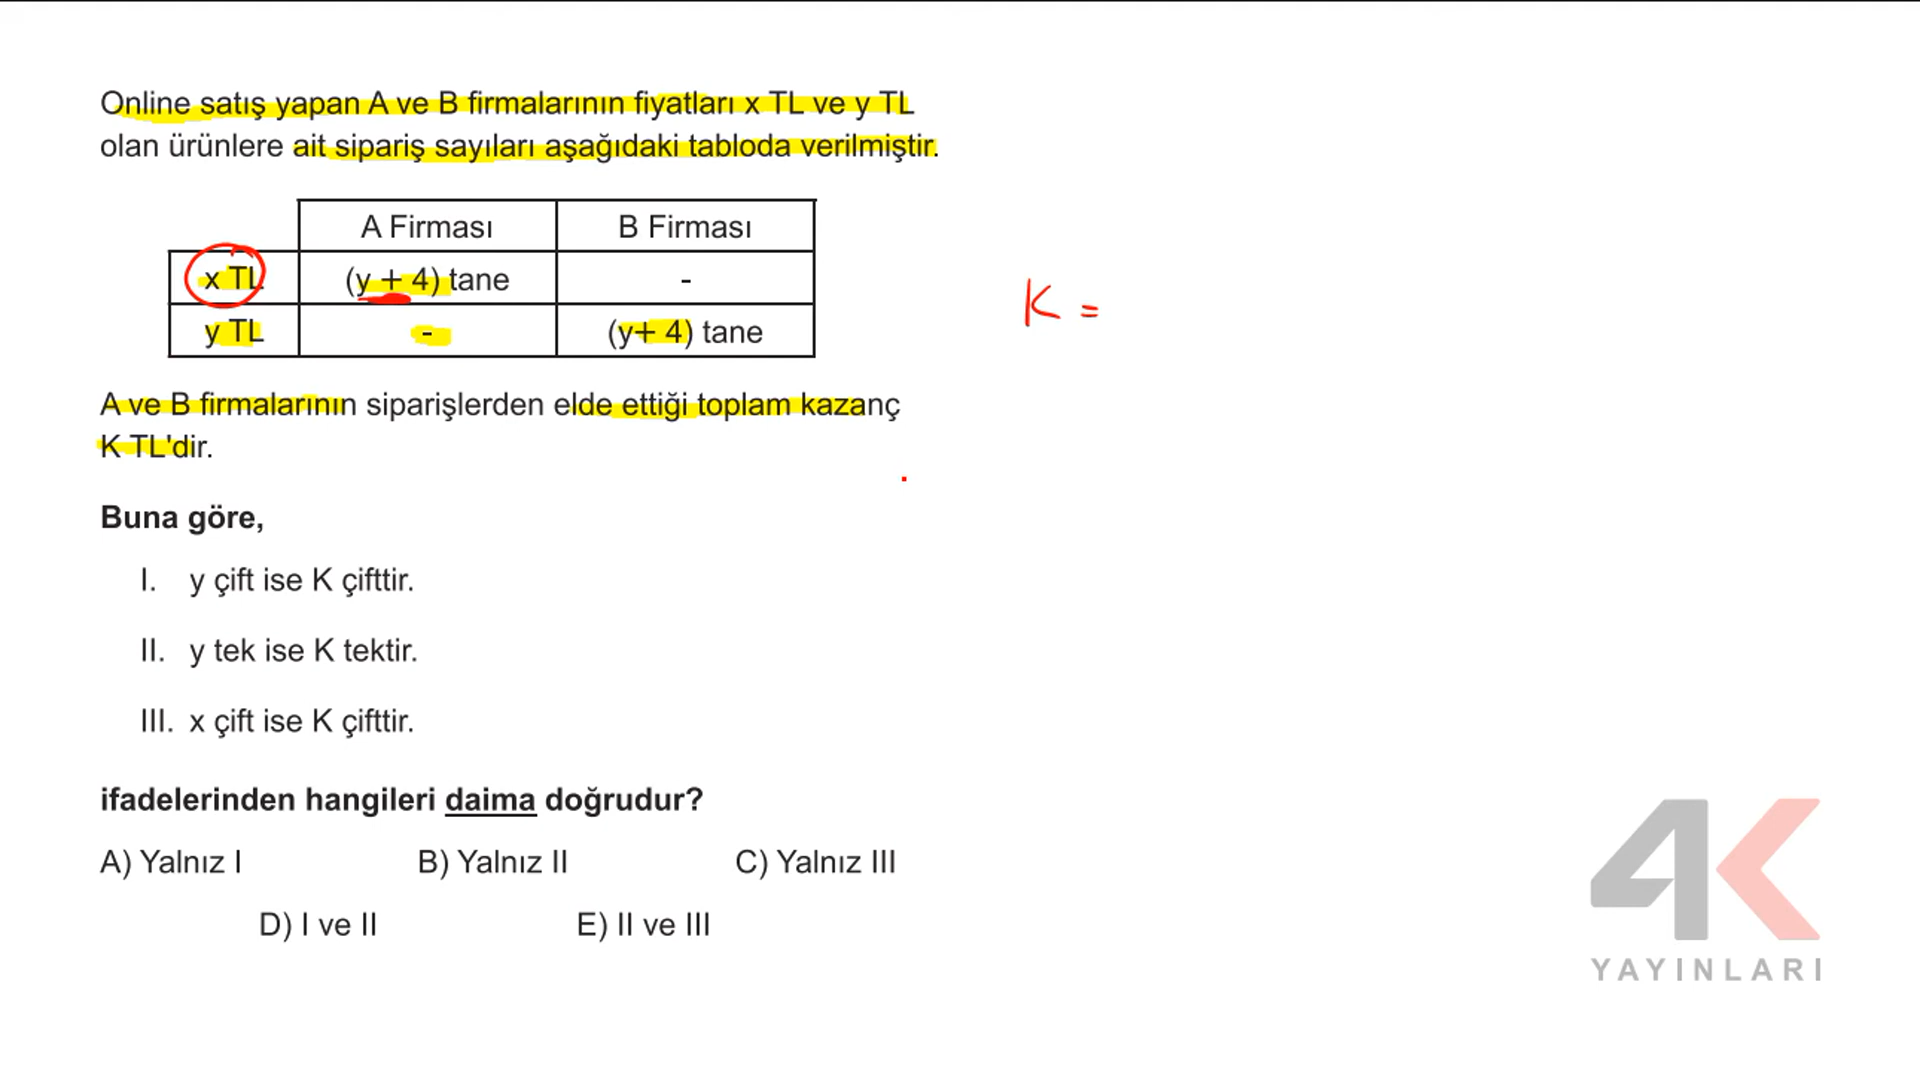 Online satış yapan A ve B firmalarının fiyatları x TL ve y TL
olan ürünlere ait sipariş sayıları aşağıdaki tabloda verilmiştir.
A Firması B Firması
x TL (y + 4) tane -
y TL - (y+ 4) tane
K =
A ve B firmalarının siparişlerden elde ettiği toplam kazanç
K TL'dir.
Buna göre,
I. y çift ise K çifttir.
II. y tek ise K tektir.
III. x çift ise K çifttir.
ifadelerinden hangileri daima doğrudur?
A) Yalnız I B) Yalnız II C) Yalnız III
D) I ve II E) II ve III
4K
YAYINLARI